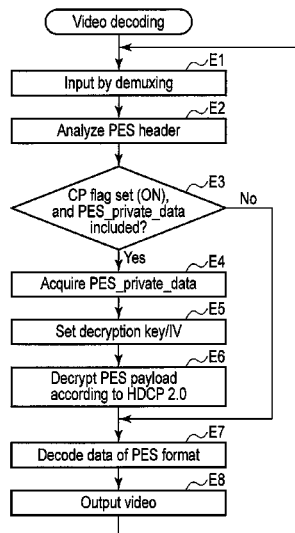 Video decoding
E1
Input by demuxing
E2
Analyze PES header
E3
CP flag set (ON),
and PES_private_data
included?
No
Yes
E4
Acquire PES_private_data
E5
Set decryption key/IV
E6
Decrypt PES payload
according to HDCP 2.0
E7
Decode data of PES format
E8
Output video